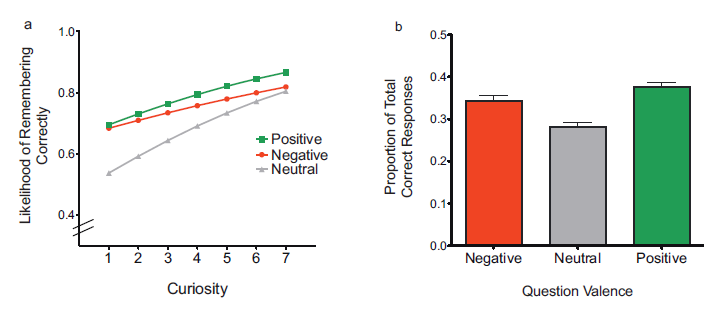 a
Likelihood of Remembering
Correctly
1.0
0.8
0.6
0.4
Positive
Negative
Neutral
1 2 3 4 5 6 7
Curiosity
b
Proportion of Total
Correct Responses
0.5
0.4
0.3
0.2
0.1
0.0
Negative Neutral Positive
Question Valence